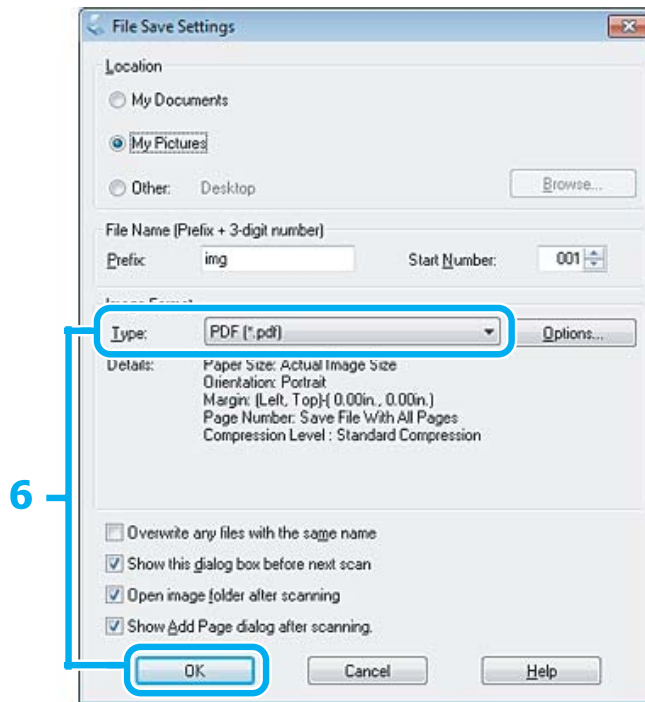 File Save Settings
Location
My Documents
My Pictures
Other: Desktop Browse...
File Name (Prefix + 3-digit number)
Prefix: img Start Number: 001
Image Format
Type: PDF (*.pdf) Options...
Details: Paper Size: Actual Image Size
Orientation: Portrait
Margin: (Left, Top)-( 0.00in., 0.00in.)
Page Number: Save File With All Pages
Compression Level : Standard Compression
6
Overwrite any files with the same name
Show this dialog box before next scan
Open image folder after scanning
Show Add Page dialog after scanning.
OK Cancel Help